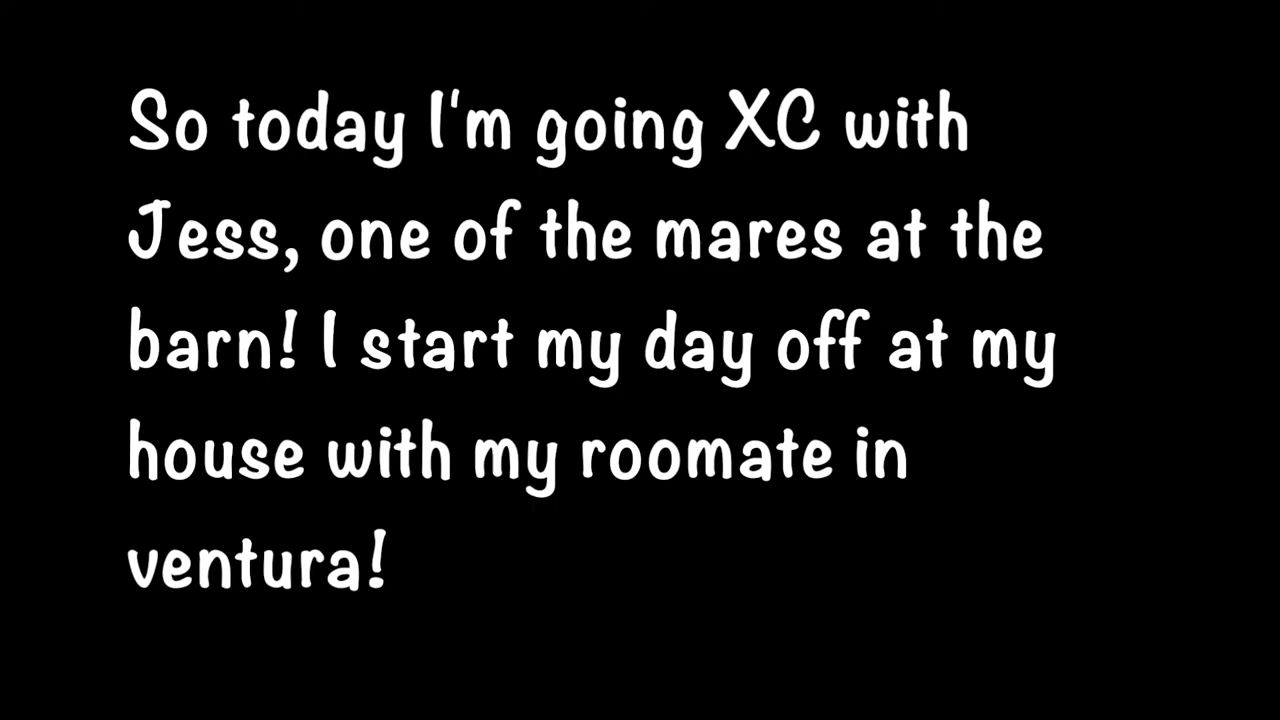 So today I'm going XC with
Jess, one of the mares at the
barn! I start my day off at my
house with my roomate in
ventura!